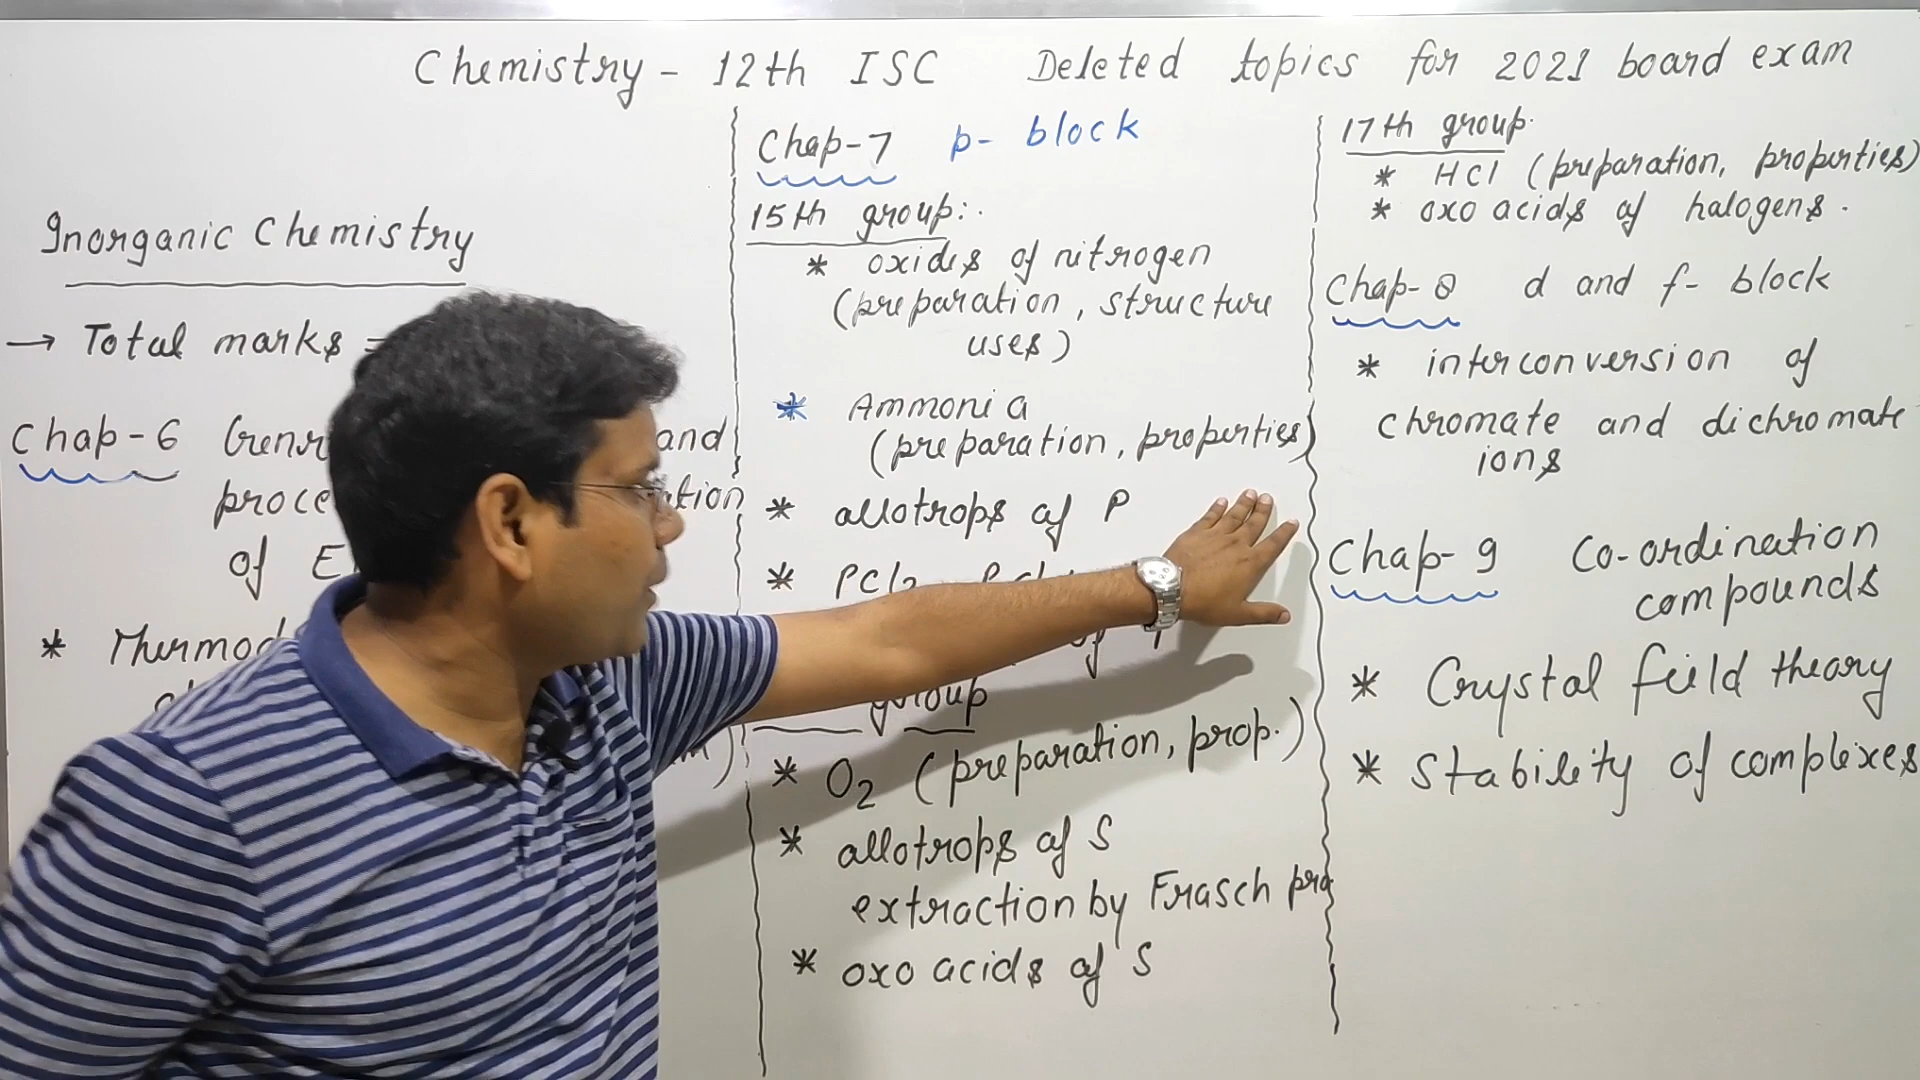 Chemistry - 12th ISC Deleted topics for 2021 board exam
Inorganic Chemistry
→ Total marks =
Chap-6 and
of
*
Chap-7 p- block
15th group:.
* oxides of nitrogen
(preparation, structure
uses)
* Ammonia
(preparation, properties)
* allotrops of P
*
group
* O2 (preparation, prop.)
* allotrops of S
extraction by Frasch pro
* oxo acids of S
17th group.
* HCl (preparation, properties)
* oxo acids of halogens.
Chap-8 d and f- block
* interconversion of
chromate and dichromate
ions
Chap-9 Co-ordination
compounds
* Crystal field theory
* Stability of complexes